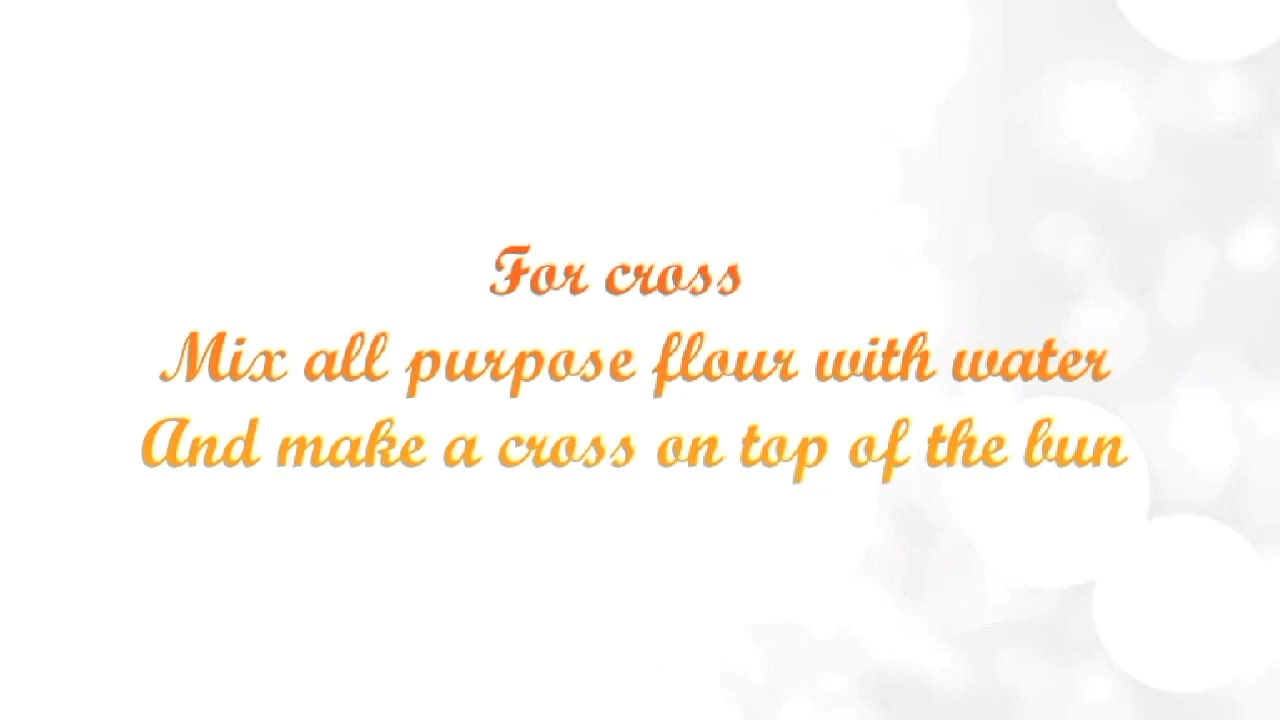 For cross
Mix all purpose flour with water
And make a cross on top of the bun